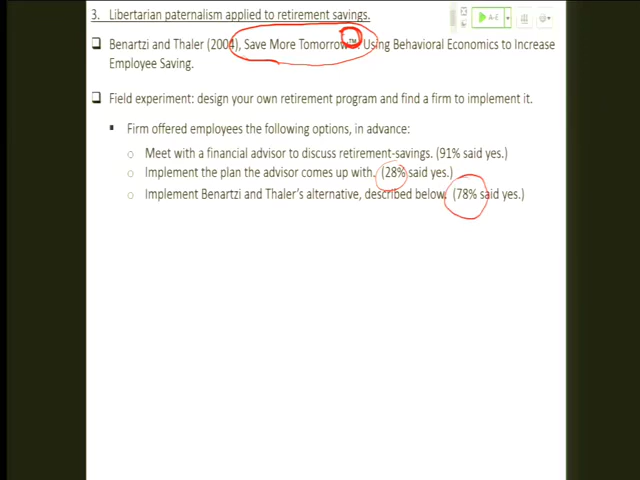 3. Libertarian paternalism applied to retirement savings.
❑ Benartzi and Thaler (2004), Save More Tomorrow™: Using Behavioral Economics to Increase
Employee Saving.
❑ Field experiment: design your own retirement program and find a firm to implement it.
▪ Firm offered employees the following options, in advance:
o Meet with a financial advisor to discuss retirement-savings. (91% said yes.)
o Implement the plan the advisor comes up with. (28% said yes.)
o Implement Benartzi and Thaler's alternative, described below. (78% said yes.)
A-E